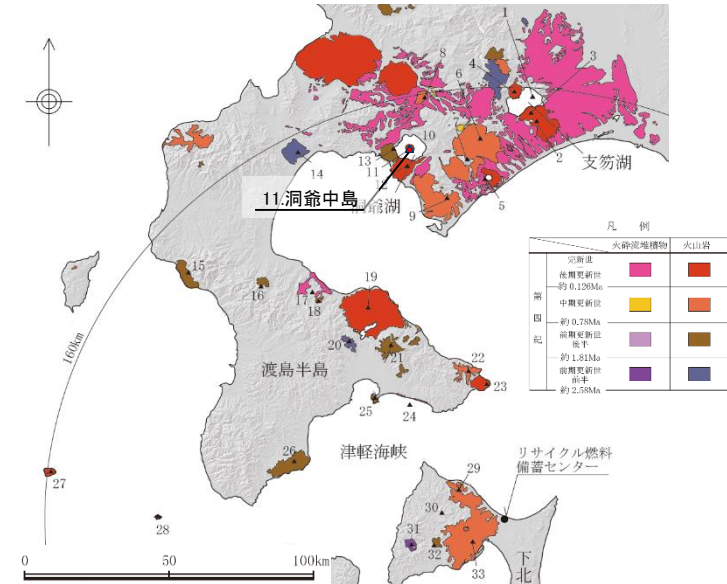 1
3
4
8
6
2
支笏湖
10
13
11
12
14
11.洞爺中島
洞爺湖
9
5
凡 例
火砕流堆積物 火山岩
完新世
後期更新世
約0.126Ma
中期更新世
約0.78Ma
前期更新世
後半
約1.81Ma
前期更新世
前半
約2.58Ma
第四紀
15
16
17
18
19
20
21
22
23
24
25
26
160km
渡島半島
津軽海峡
27
28
リサイクル燃料
備蓄センター
29
30
31
32
33
下北
0 50 100km